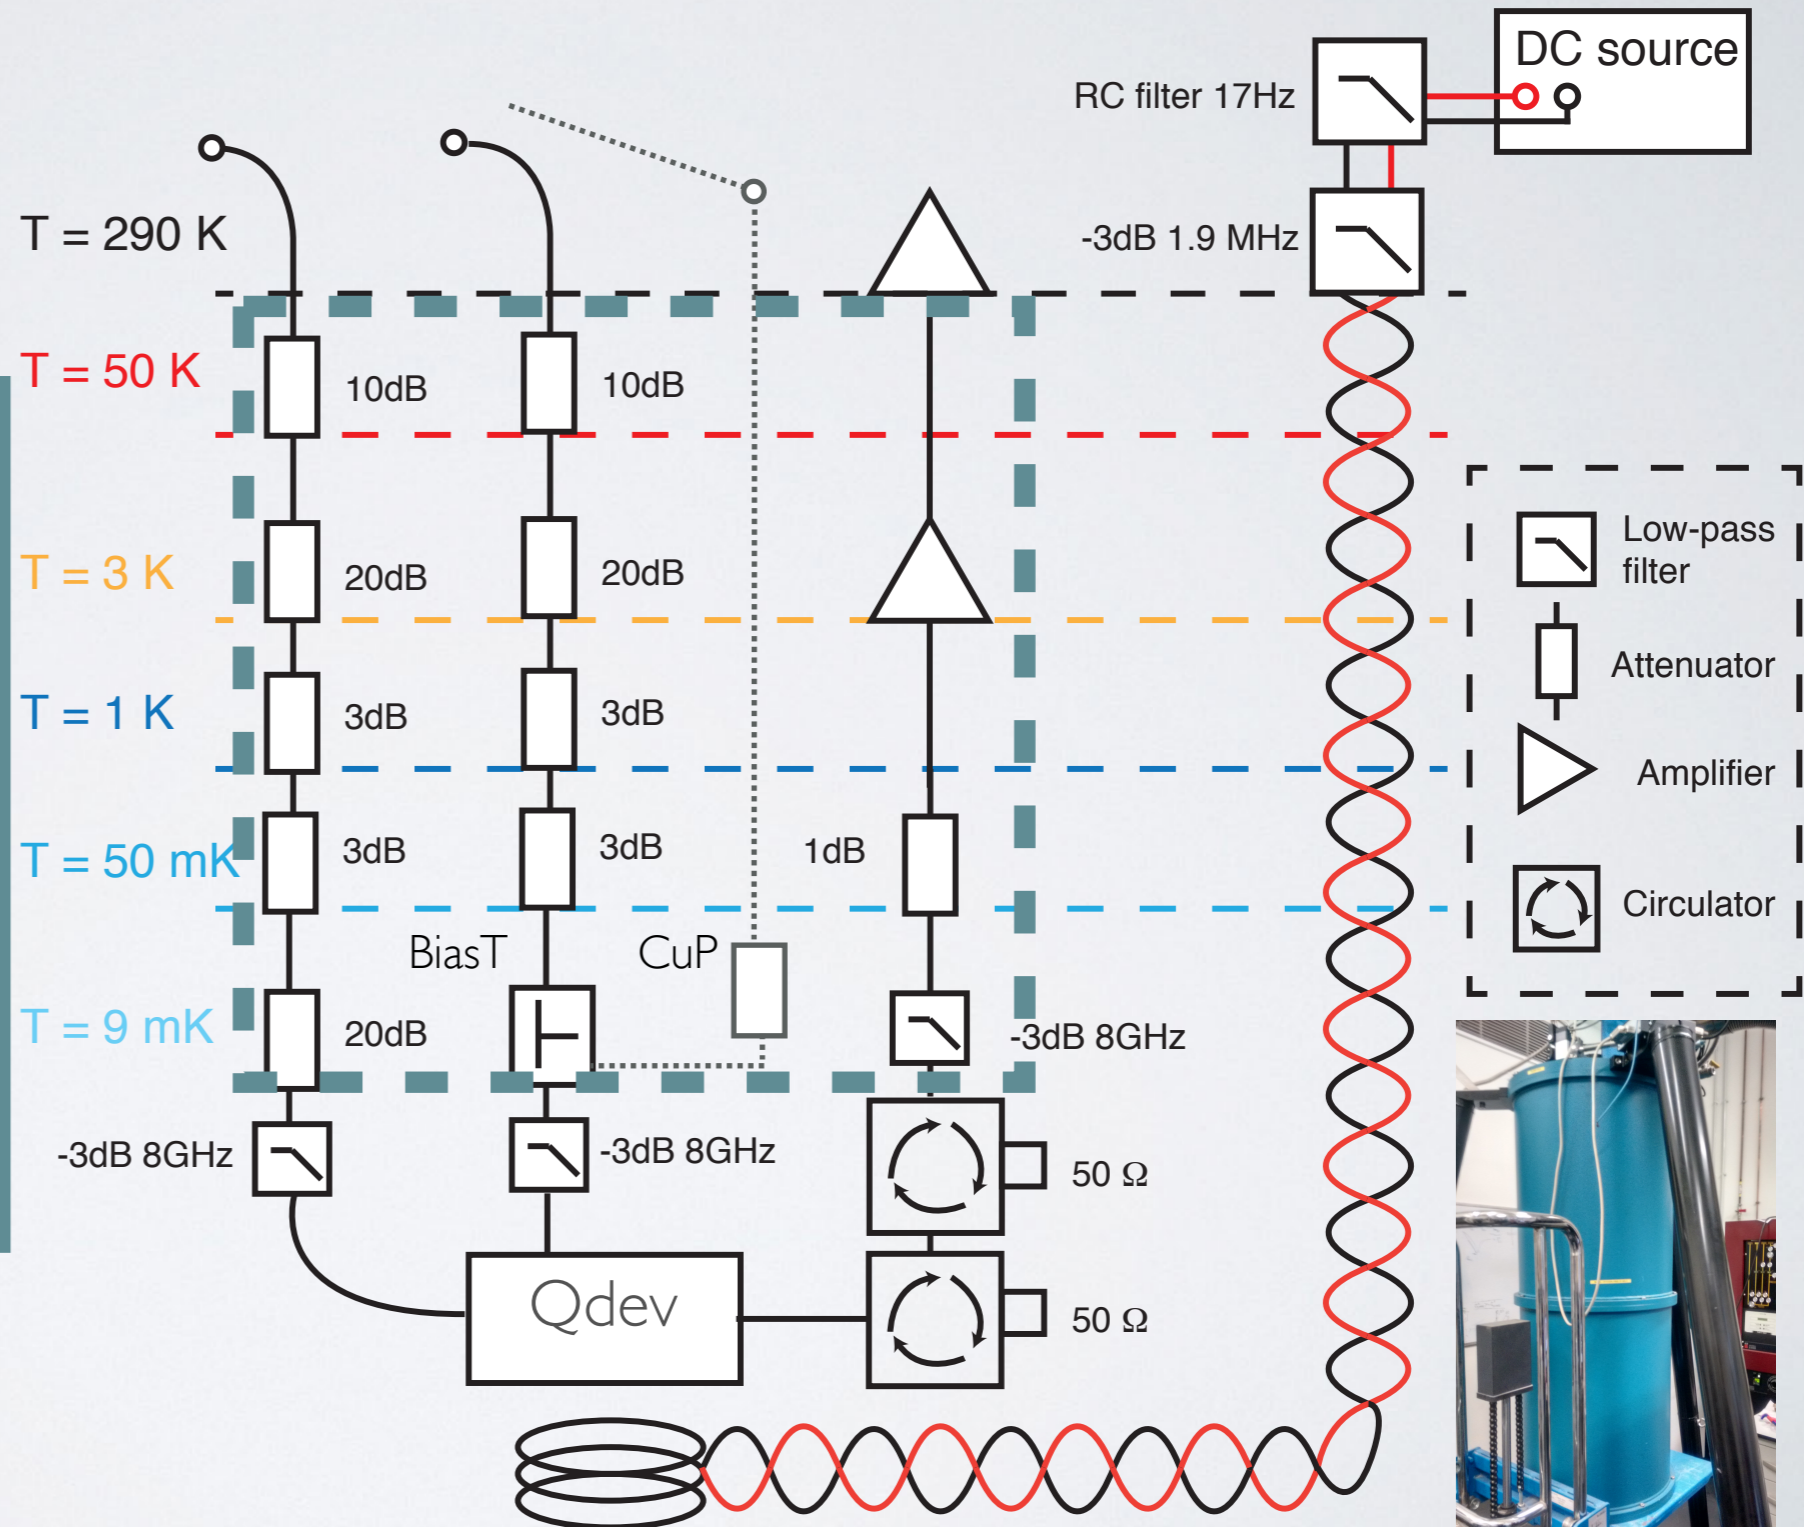 DC source
RC filter 17Hz
T = 290 K
-3dB 1.9 MHz
T = 50 K
10dB
10dB
T = 3 K
20dB
20dB
T = 1 K
3dB
3dB
T = 50 mK
3dB
3dB
1dB
BiasT
CuP
T = 9 mK
20dB
-3dB 8GHz
-3dB 8GHz
-3dB 8GHz
50 Ω
Qdev
50 Ω
Low-pass
filter
Attenuator
Amplifier
Circulator